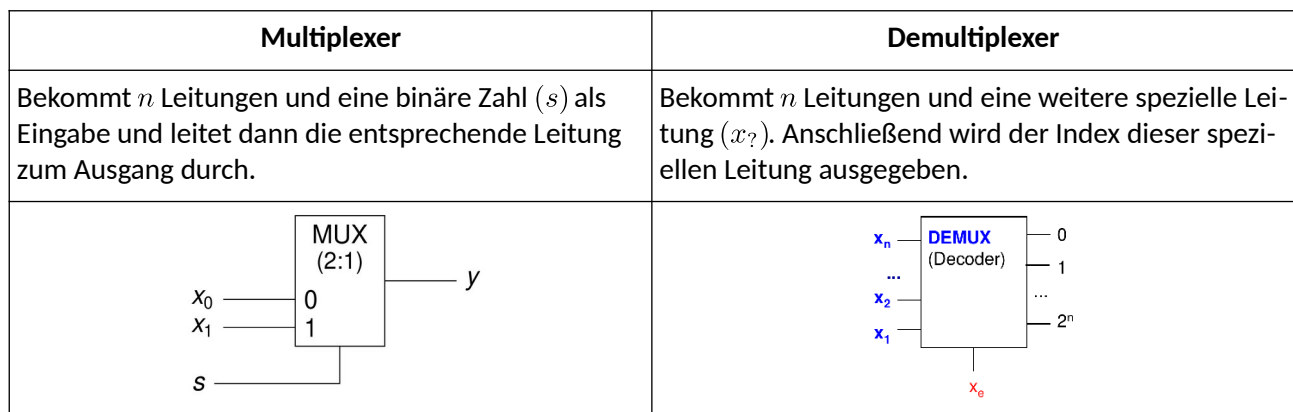 Multiplexer
Demultiplexer
Bekommt n Leitungen und eine binäre Zahl (s) als
Eingabe und leitet dann die entsprechende Leitung
zum Ausgang durch.
Bekommt n Leitungen und eine weitere spezielle Lei-
tung (x?). Anschließend wird der Index dieser spezi-
ellen Leitung ausgegeben.
MUX
(2:1)
y
x0
0
x1
1
s
xn
DEMUX
0
(Decoder)
1
...
...
x2
2n
x1
xe